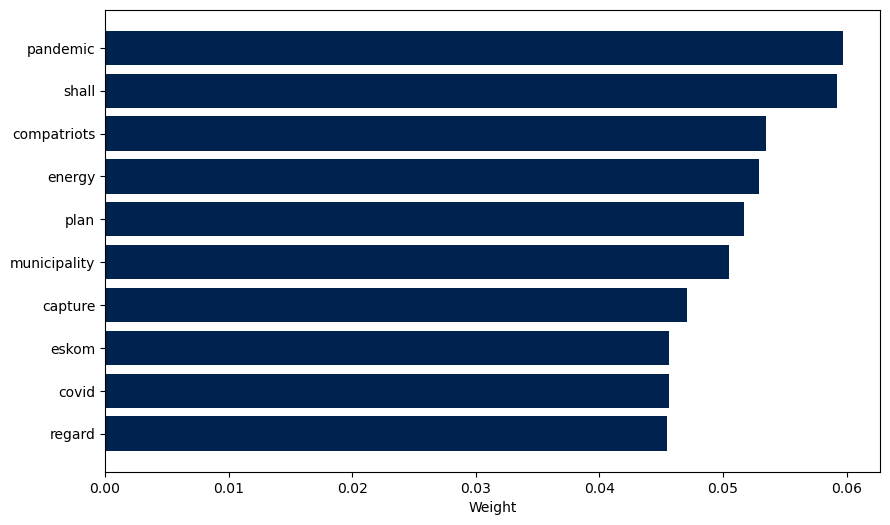 pandemic
shall
compatriots
energy
plan
municipality
capture
eskom
covid
regard
0.00 0.01 0.02 0.03 0.04 0.05 0.06
Weight